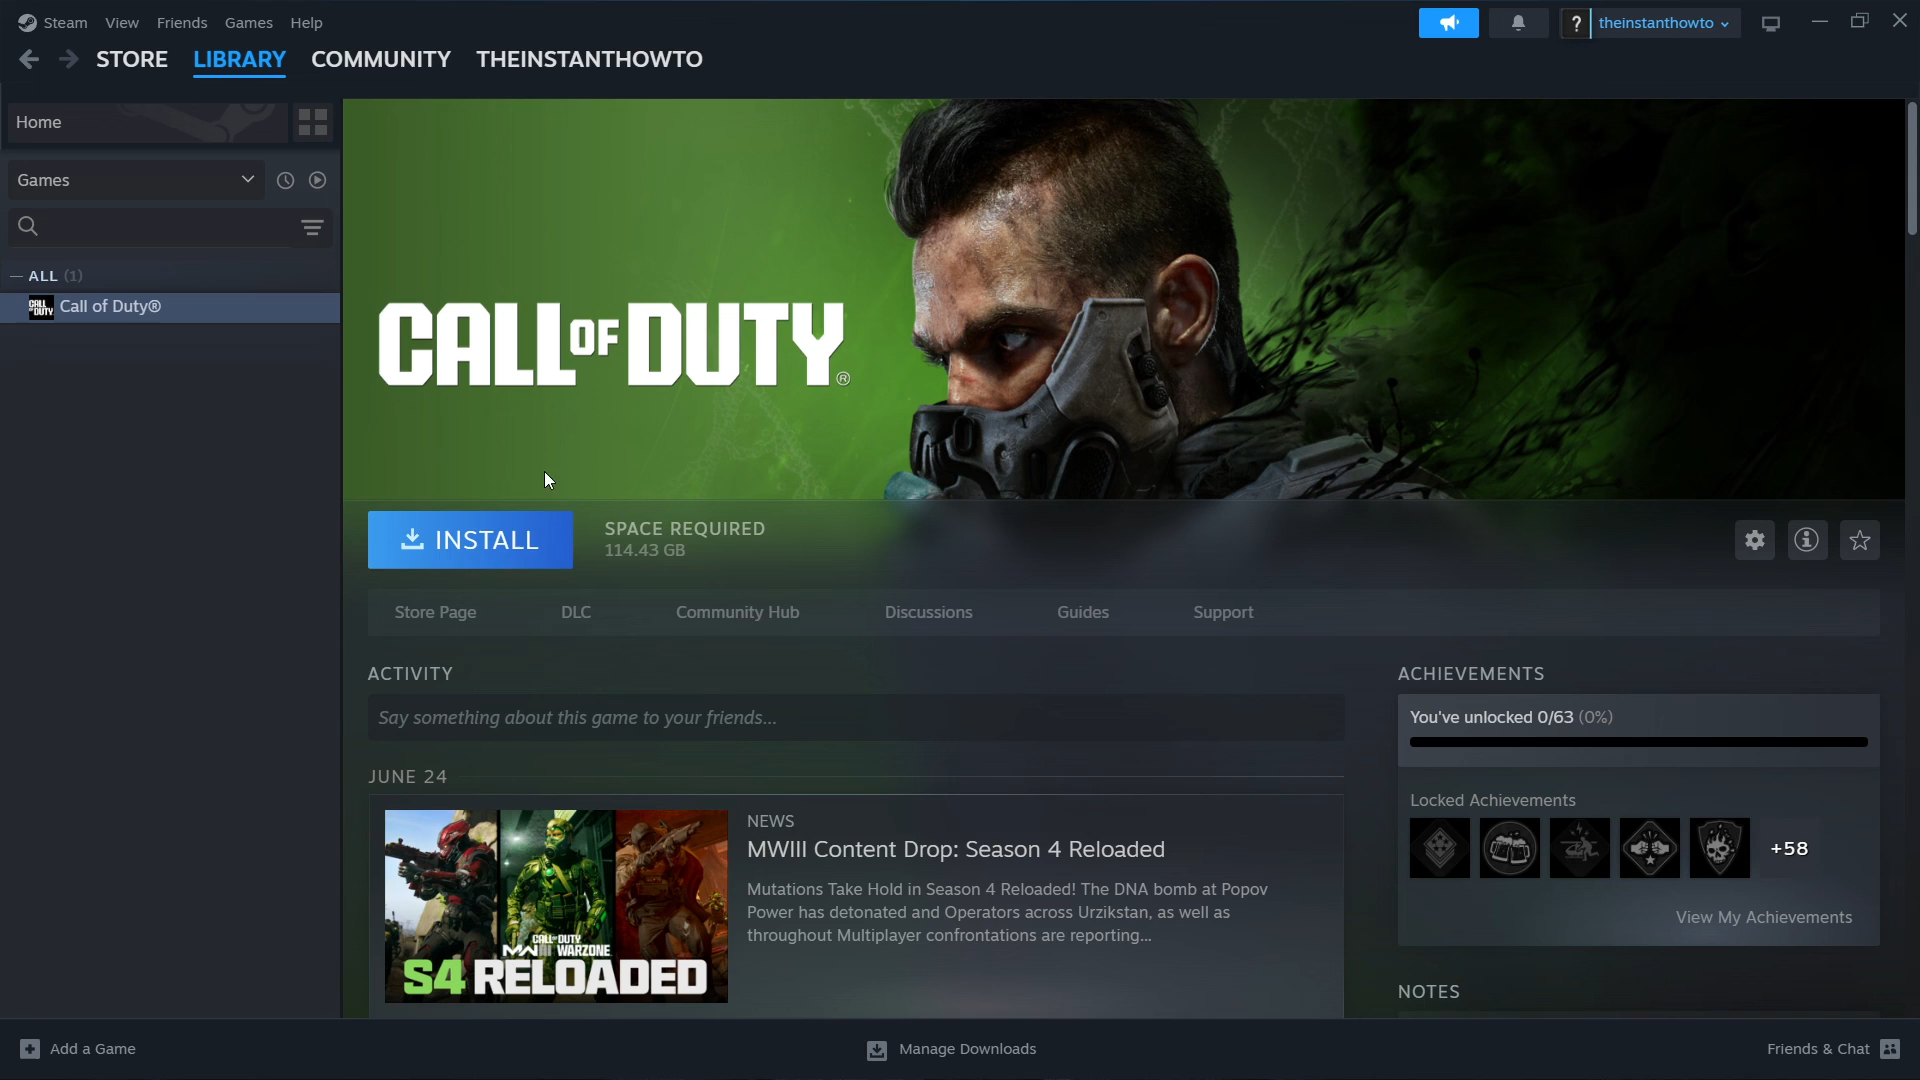 Steam View Friends Games Help
? theinstanthowto
STORE LIBRARY COMMUNITY THEINSTANTHOWTO
Home
Games
— ALL (1)
CALL OF DUTY Call of Duty®
CALL OF DUTY®
INSTALL
SPACE REQUIRED
114.43 GB
Store Page DLC Community Hub Discussions Guides Support
ACTIVITY
Say something about this game to your friends...
JUNE 24
CALL OF DUTY
MWIII WARZONE
S4 RELOADED
NEWS
MWIII Content Drop: Season 4 Reloaded
Mutations Take Hold in Season 4 Reloaded! The DNA bomb at Popov
Power has detonated and Operators across Urzikstan, as well as
throughout Multiplayer confrontations are reporting...
ACHIEVEMENTS
You've unlocked 0/63 (0%)
Locked Achievements
+58
View My Achievements
NOTES
Add a Game
Manage Downloads
Friends & Chat